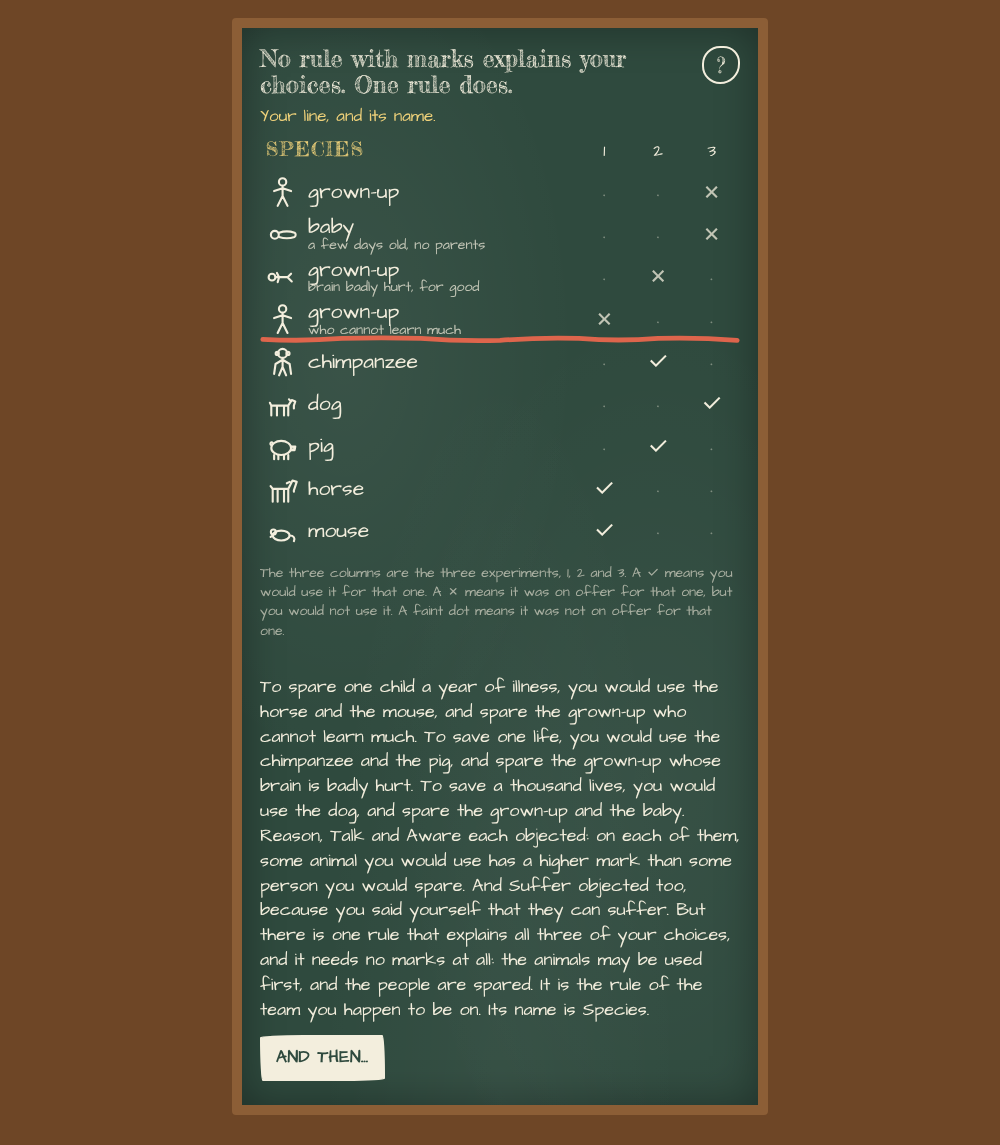 No rule with marks explains your
choices. One rule does.
?
Your line, and its name.
SPECIES 1 2 3
grown-up · · ✕
baby · · ✕
a few days old, no parents
grown-up · ✕ ·
brain badly hurt, for good
grown-up ✕ · ·
who cannot learn much
chimpanzee · ✓ ·
dog · · ✓
pig · ✓ ·
horse ✓ · ·
mouse ✓ · ·
The three columns are the three experiments, 1, 2 and 3. A ✓ means you
would use it for that one. A ✕ means it was on offer for that one, but
you would not use it. A faint dot means it was not on offer for that
one.
To spare one child a year of illness, you would use the
horse and the mouse, and spare the grown-up who
cannot learn much. To save one life, you would use the
chimpanzee and the pig, and spare the grown-up whose
brain is badly hurt. To save a thousand lives, you would
use the dog, and spare the grown-up and the baby.
Reason, Talk and Aware each objected: on each of them,
some animal you would use has a higher mark than some
person you would spare. And Suffer objected too,
because you said yourself that they can suffer. But
there is one rule that explains all three of your choices,
and it needs no marks at all: the animals may be used
first, and the people are spared. It is the rule of the
team you happen to be on. Its name is Species.
AND THEN...